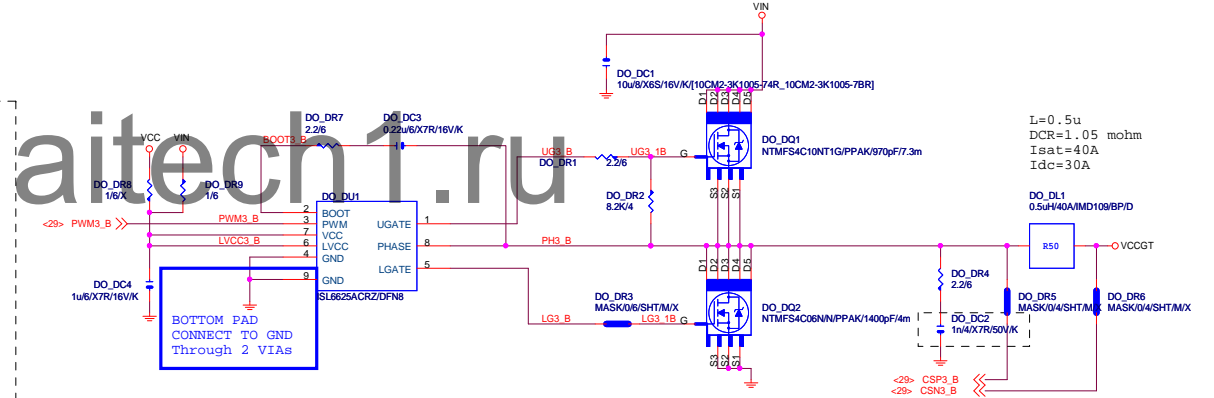 VIN
DO_DC1
10u/8/X6S/16V/K/[10CM2-3K1005-74R_10CM2-3K1005-7BR]
aitech1.ru
VCC
VIN
BOOT3_B
DO_DR7
2.2/6
DO_DC3
0.22u/6/X7R/16V/K
D1
D2
D3
D4
D5
DO_DQ1
NTMFS4C10NT1G/PPAK/970pF/7.3m
G
S3
S2
S1
L=0.5u
DCR=1.05 mohm
Isat=40A
Idc=30A
UG3_B
DO_DR1
2.2/6
UG3_1B
DO_DR8
1/6/X
DO_DR9
1/6
DO_DU1
DO_DR2
8.2K/4
DO_DL1
0.5uH/40A/IMD109/BP/D
<29> PWM3_B
PWM3_B
LVCC3_B
2
3
7
6
4
9
BOOT
PWM
VCC
LVCC
GND
GND
UGATE
PHASE
LGATE
1
8
5
PH3_B
R50
VCCGT
ISL6625ACRZ/DFN8
DO_DC4
1u/6/X7R/16V/K
BOTTOM PAD
CONNECT TO GND
Through 2 VIAs
D1
D2
D3
D4
D5
DO_DQ2
NTMFS4C06N/N/PPAK/1400pF/4m
G
S3
S2
S1
LG3_B
DO_DR3
MASK/0/6/SHT/M/X
LG3_1B
DO_DR4
2.2/6
DO_DR5
MASK/0/4/SHT/M/X
DO_DR6
MASK/0/4/SHT/M/X
DO_DC2
1n/4/X7R/50V/K
<29> CSP3_B
<29> CSN3_B